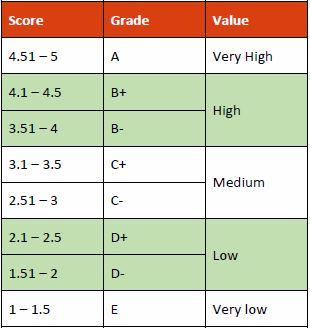 Score Grade Value
4.51 – 5 A Very High
4.1 – 4.5 B+
High
3.51 – 4 B-
3.1 – 3.5 C+
Medium
2.51 – 3 C-
2.1 – 2.5 D+
Low
1.51 – 2 D-
1 – 1.5 E Very low